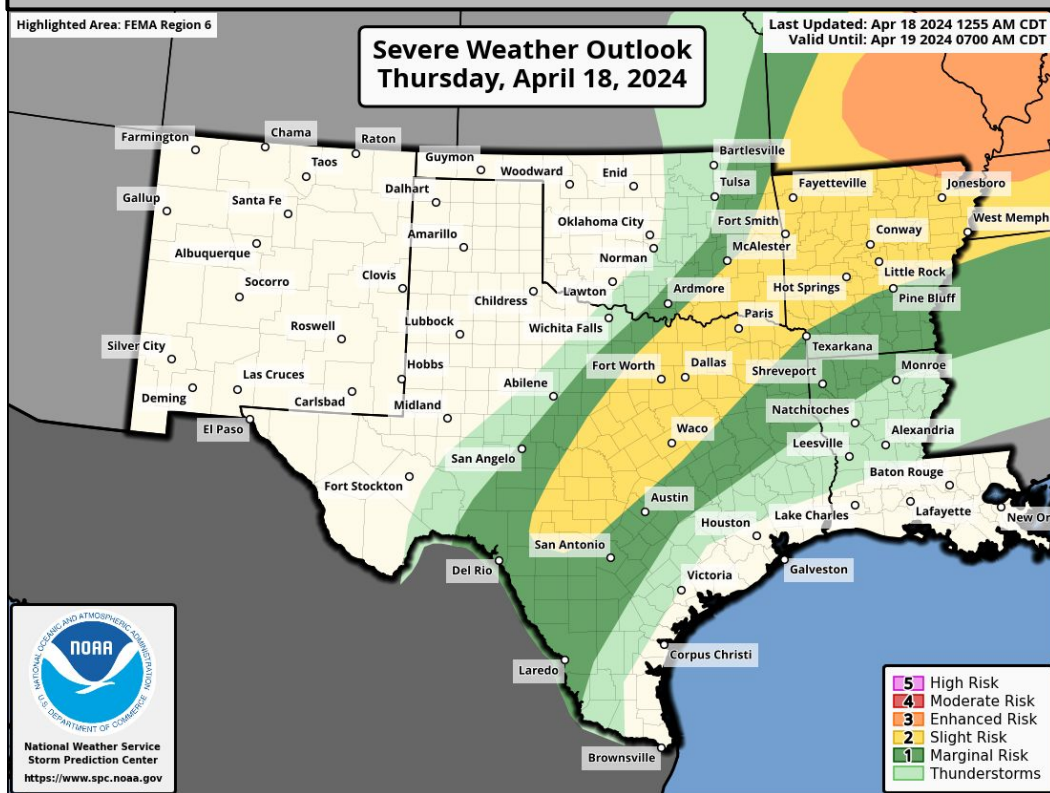 Highlighted Area: FEMA Region 6
Last Updated: Apr 18 2024 1255 AM CDT
Valid Until: Apr 19 2024 0700 AM CDT
Severe Weather Outlook
Thursday, April 18, 2024
Farmington
Chama
Raton
Taos
Guymon
Woodward
Enid
Bartlesville
Tulsa
Fayetteville
Jonesboro
Gallup
Santa Fe
Dalhart
Oklahoma City
Fort Smith
Conway
West Memph
Albuquerque
Amarillo
Norman
McAlester
Little Rock
Socorro
Clovis
Childress
Lawton
Ardmore
Hot Springs
Pine Bluff
Roswell
Lubbock
Wichita Falls
Paris
Texarkana
Silver City
Las Cruces
Hobbs
Abilene
Fort Worth
Dallas
Shreveport
Monroe
Deming
Carlsbad
Midland
Natchitoches
El Paso
San Angelo
Waco
Leesville
Alexandria
Fort Stockton
Austin
Baton Rouge
Houston
Lake Charles
Lafayette
New Or
Del Rio
San Antonio
Victoria
Galveston
Laredo
Corpus Christi
Brownsville
NATIONAL OCEANIC AND ATMOSPHERIC ADMINISTRATION
NOAA
U.S. DEPARTMENT OF COMMERCE
National Weather Service
Storm Prediction Center
https://www.spc.noaa.gov
5 High Risk
4 Moderate Risk
3 Enhanced Risk
2 Slight Risk
1 Marginal Risk
Thunderstorms